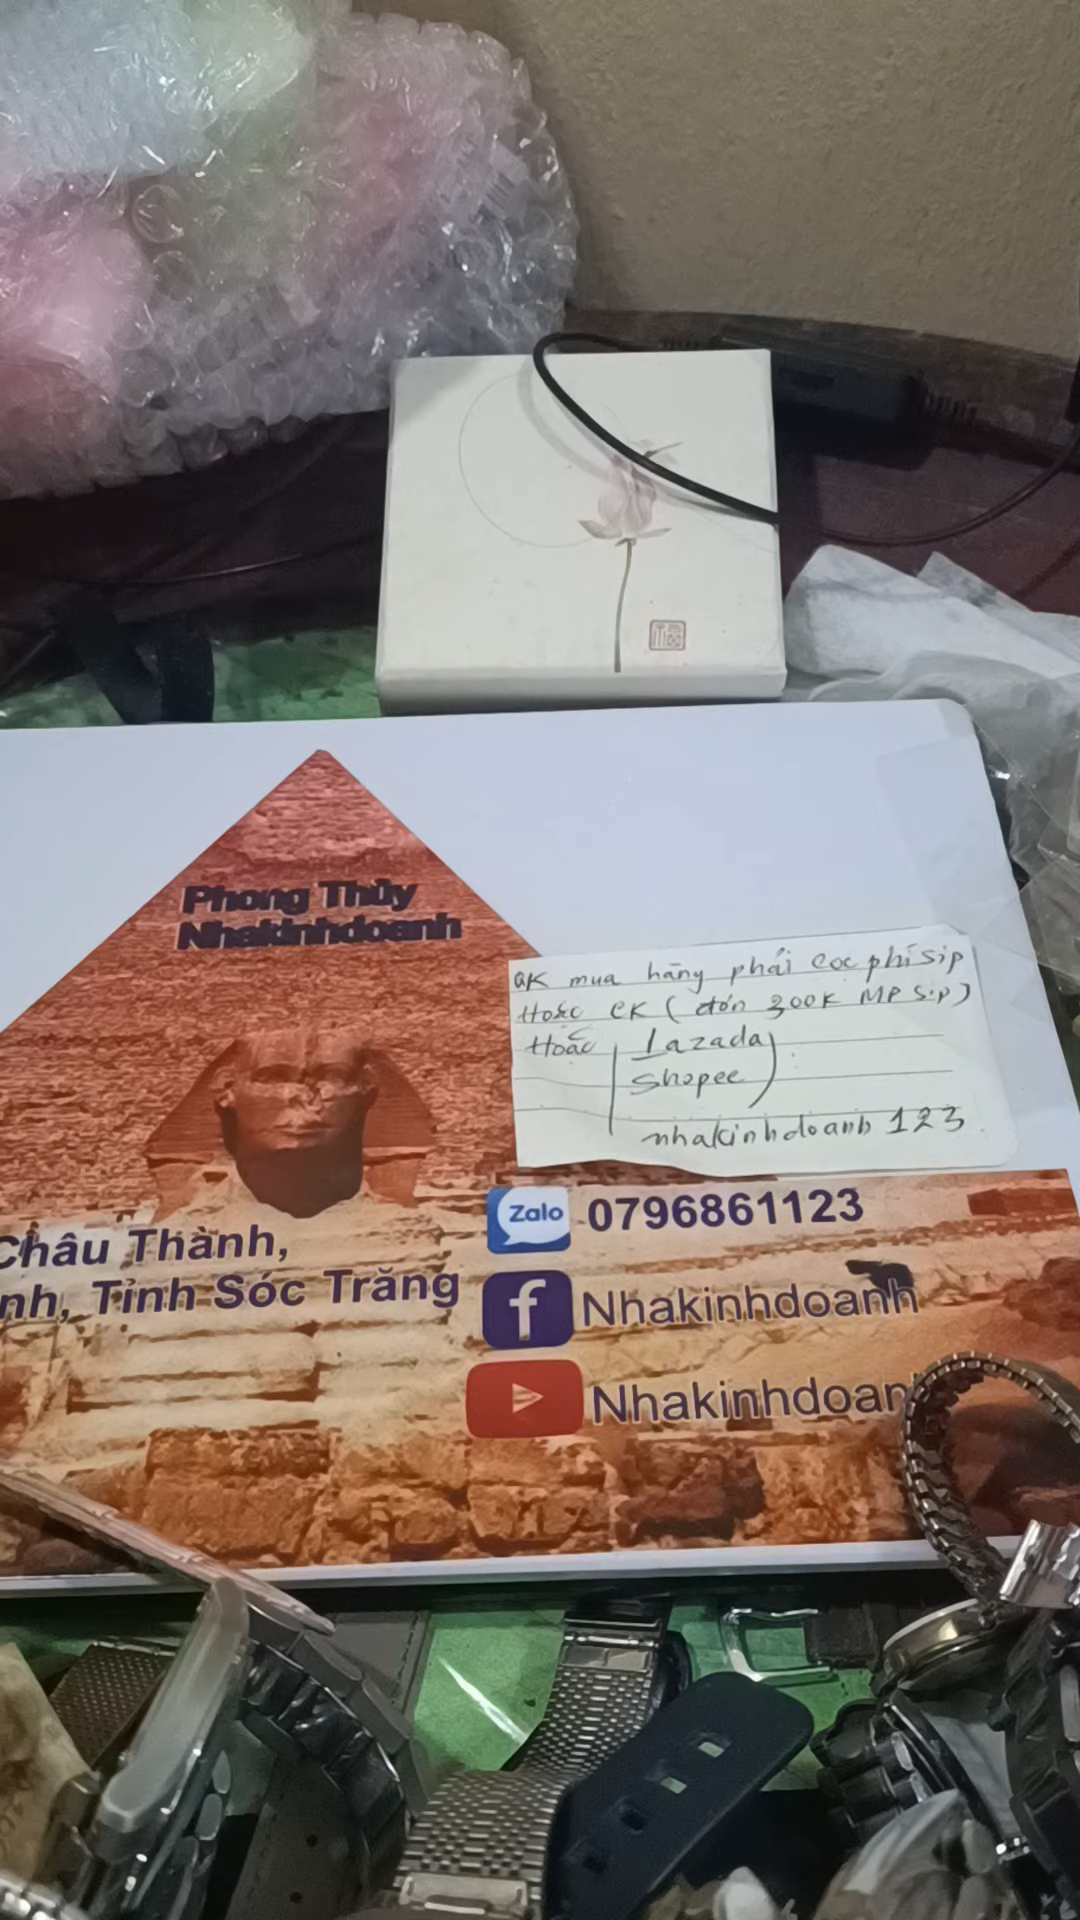 Phong Thủy
Nhakinhdoanh
QK mua hàng phải cọc phí sip
Hoặc CK (đơn 300K MP sip)
Hoặc Lazada
Shopee
nhakinhdoanh 123
Zalo 0796861123
Châu Thành,
nh, Tỉnh Sóc Trăng
f Nhakinhdoanh
Nhakinhdoan
福